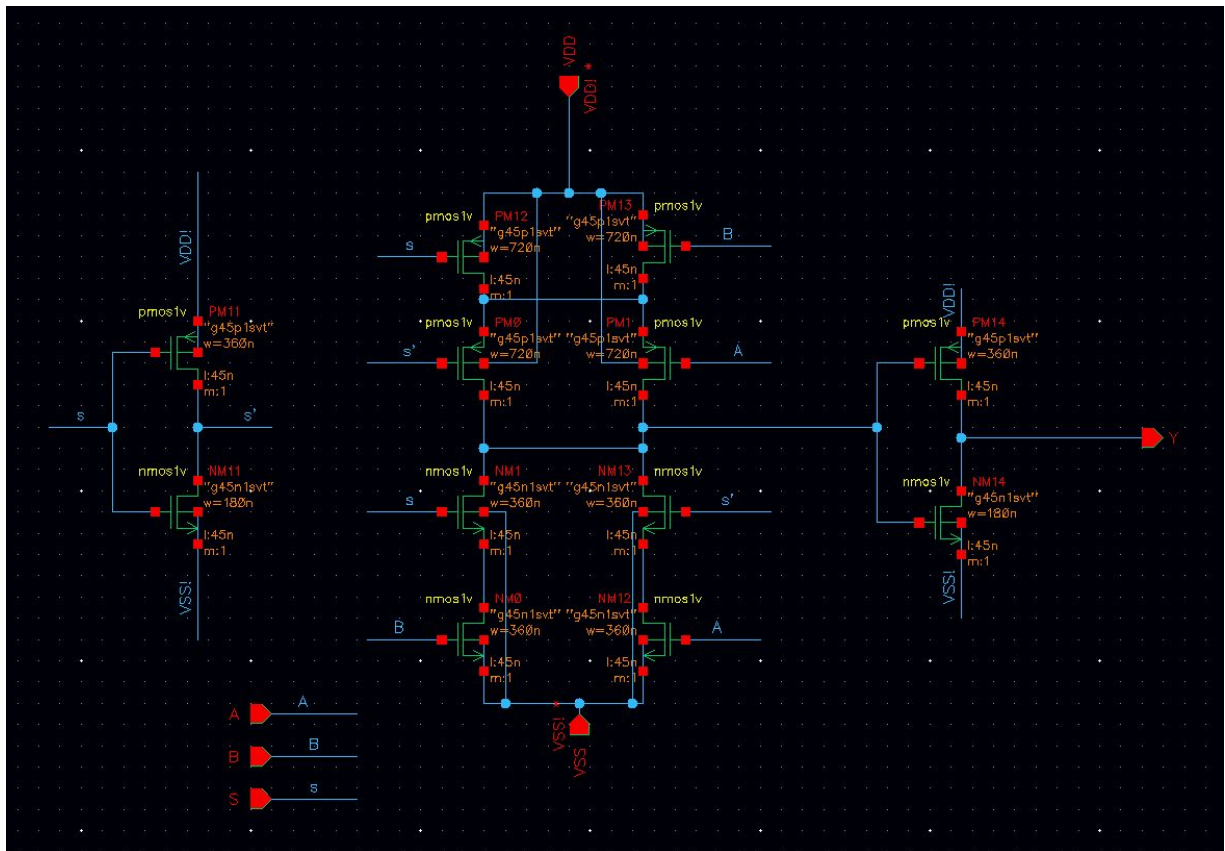 VDD
VDD! *
pmos1v
PM12
"g45p1svt"
w=720n
l:45n
m:1
s
PM13
pmos1v
"g45p1svt"
w=720n
l:45n
m:1
B
VDD!
pmos1v
PM11
"g45p1svt"
w=360n
l:45n
m:1
s
s'
nmos1v
NM11
"g45n1svt"
w=180n
l:45n
m:1
VSS!
pmos1v
PM0
"g45p1svt"
w=720n
l:45n
m:1
s'
PM1
pmos1v
"g45p1svt"
w=720n
l:45n
m:1
A
nmos1v
NM1
"g45n1svt"
w=360n
l:45n
m:1
s
NM13
nmos1v
"g45n1svt"
w=360n
l:45n
m:1
s'
nmos1v
NM0
"g45n1svt"
w=360n
l:45n
m:1
B
NM12
nmos1v
"g45n1svt"
w=360n
l:45n
m:1
A
VSS! *
VSS
VDD!
pmos1v
PM14
"g45p1svt"
w=360n
l:45n
m:1
Y
nmos1v
NM14
"g45n1svt"
w=180n
l:45n
m:1
VSS!
A A
B B
S s